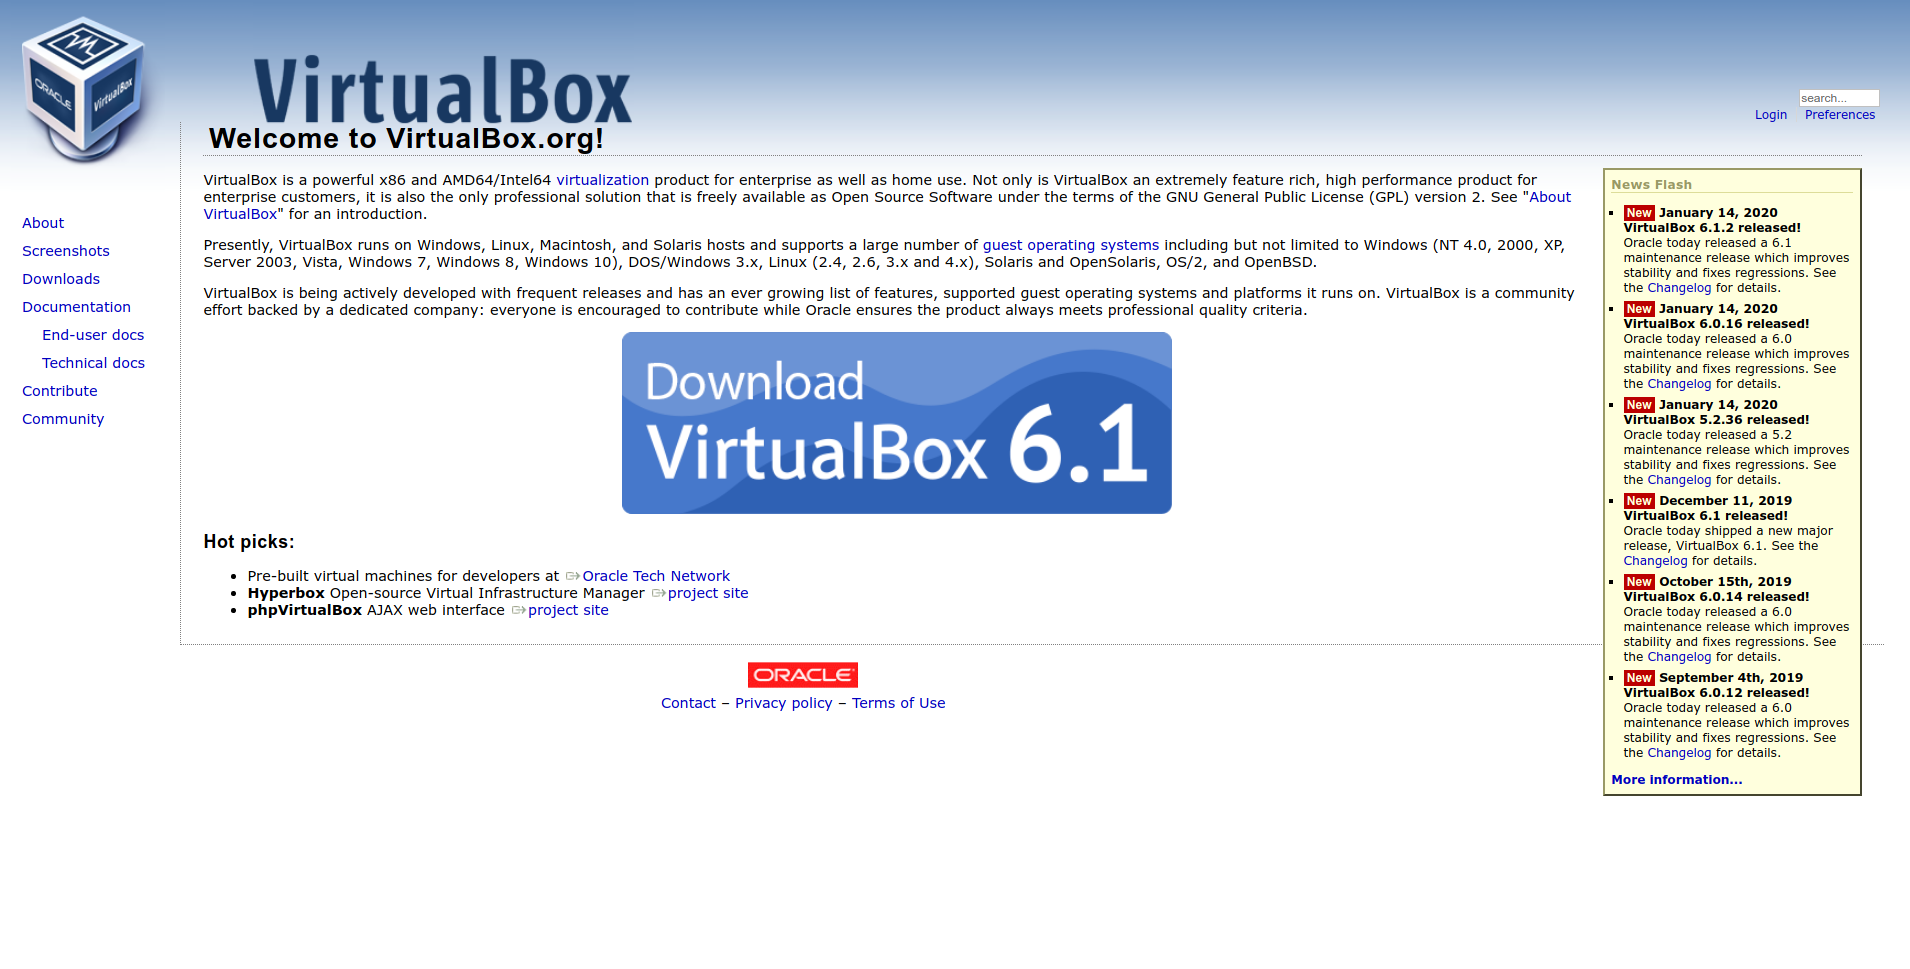 ORACLE
VirtualBox
VirtualBox
Login Preferences
search...
Welcome to VirtualBox.org!
About
Screenshots
Downloads
Documentation
End-user docs
Technical docs
Contribute
Community
VirtualBox is a powerful x86 and AMD64/Intel64 virtualization product for enterprise as well as home use. Not only is VirtualBox an extremely feature rich, high performance product for
enterprise customers, it is also the only professional solution that is freely available as Open Source Software under the terms of the GNU General Public License (GPL) version 2. See "About
VirtualBox" for an introduction.
Presently, VirtualBox runs on Windows, Linux, Macintosh, and Solaris hosts and supports a large number of guest operating systems including but not limited to Windows (NT 4.0, 2000, XP,
Server 2003, Vista, Windows 7, Windows 8, Windows 10), DOS/Windows 3.x, Linux (2.4, 2.6, 3.x and 4.x), Solaris and OpenSolaris, OS/2, and OpenBSD.
VirtualBox is being actively developed with frequent releases and has an ever growing list of features, supported guest operating systems and platforms it runs on. VirtualBox is a community
effort backed by a dedicated company: everyone is encouraged to contribute while Oracle ensures the product always meets professional quality criteria.
Download
VirtualBox 6.1
Hot picks:
Pre-built virtual machines for developers at Oracle Tech Network
Hyperbox Open-source Virtual Infrastructure Manager project site
phpVirtualBox AJAX web interface project site
News Flash
New January 14, 2020
VirtualBox 6.1.2 released!
Oracle today released a 6.1
maintenance release which improves
stability and fixes regressions. See
the Changelog for details.
New January 14, 2020
VirtualBox 6.0.16 released!
Oracle today released a 6.0
maintenance release which improves
stability and fixes regressions. See
the Changelog for details.
New January 14, 2020
VirtualBox 5.2.36 released!
Oracle today released a 5.2
maintenance release which improves
stability and fixes regressions. See
the Changelog for details.
New December 11, 2019
VirtualBox 6.1 released!
Oracle today shipped a new major
release, VirtualBox 6.1. See the
Changelog for details.
New October 15th, 2019
VirtualBox 6.0.14 released!
Oracle today released a 6.0
maintenance release which improves
stability and fixes regressions. See
the Changelog for details.
New September 4th, 2019
VirtualBox 6.0.12 released!
Oracle today released a 6.0
maintenance release which improves
stability and fixes regressions. See
the Changelog for details.
More information...
ORACLE
Contact – Privacy policy – Terms of Use